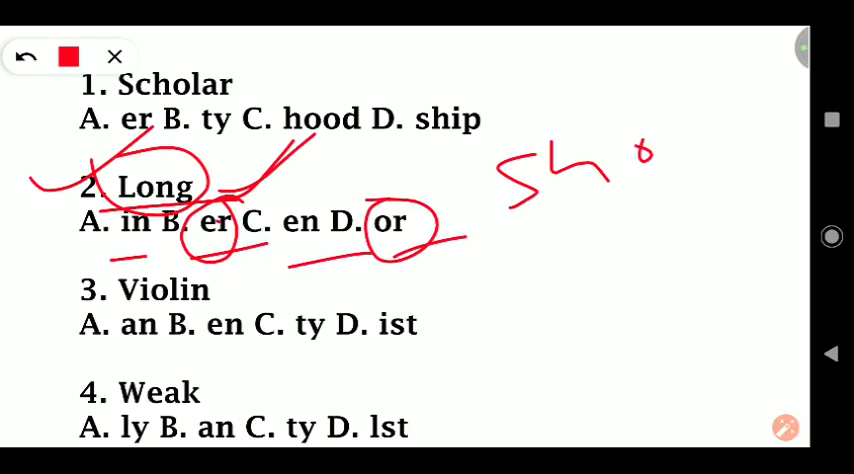 1. Scholar
A. er B. ty C. hood D. ship
2. Long
A. in B. er C. en D. or
Sho
3. Violin
A. an B. en C. ty D. ist
4. Weak
A. ly B. an C. ty D. lst